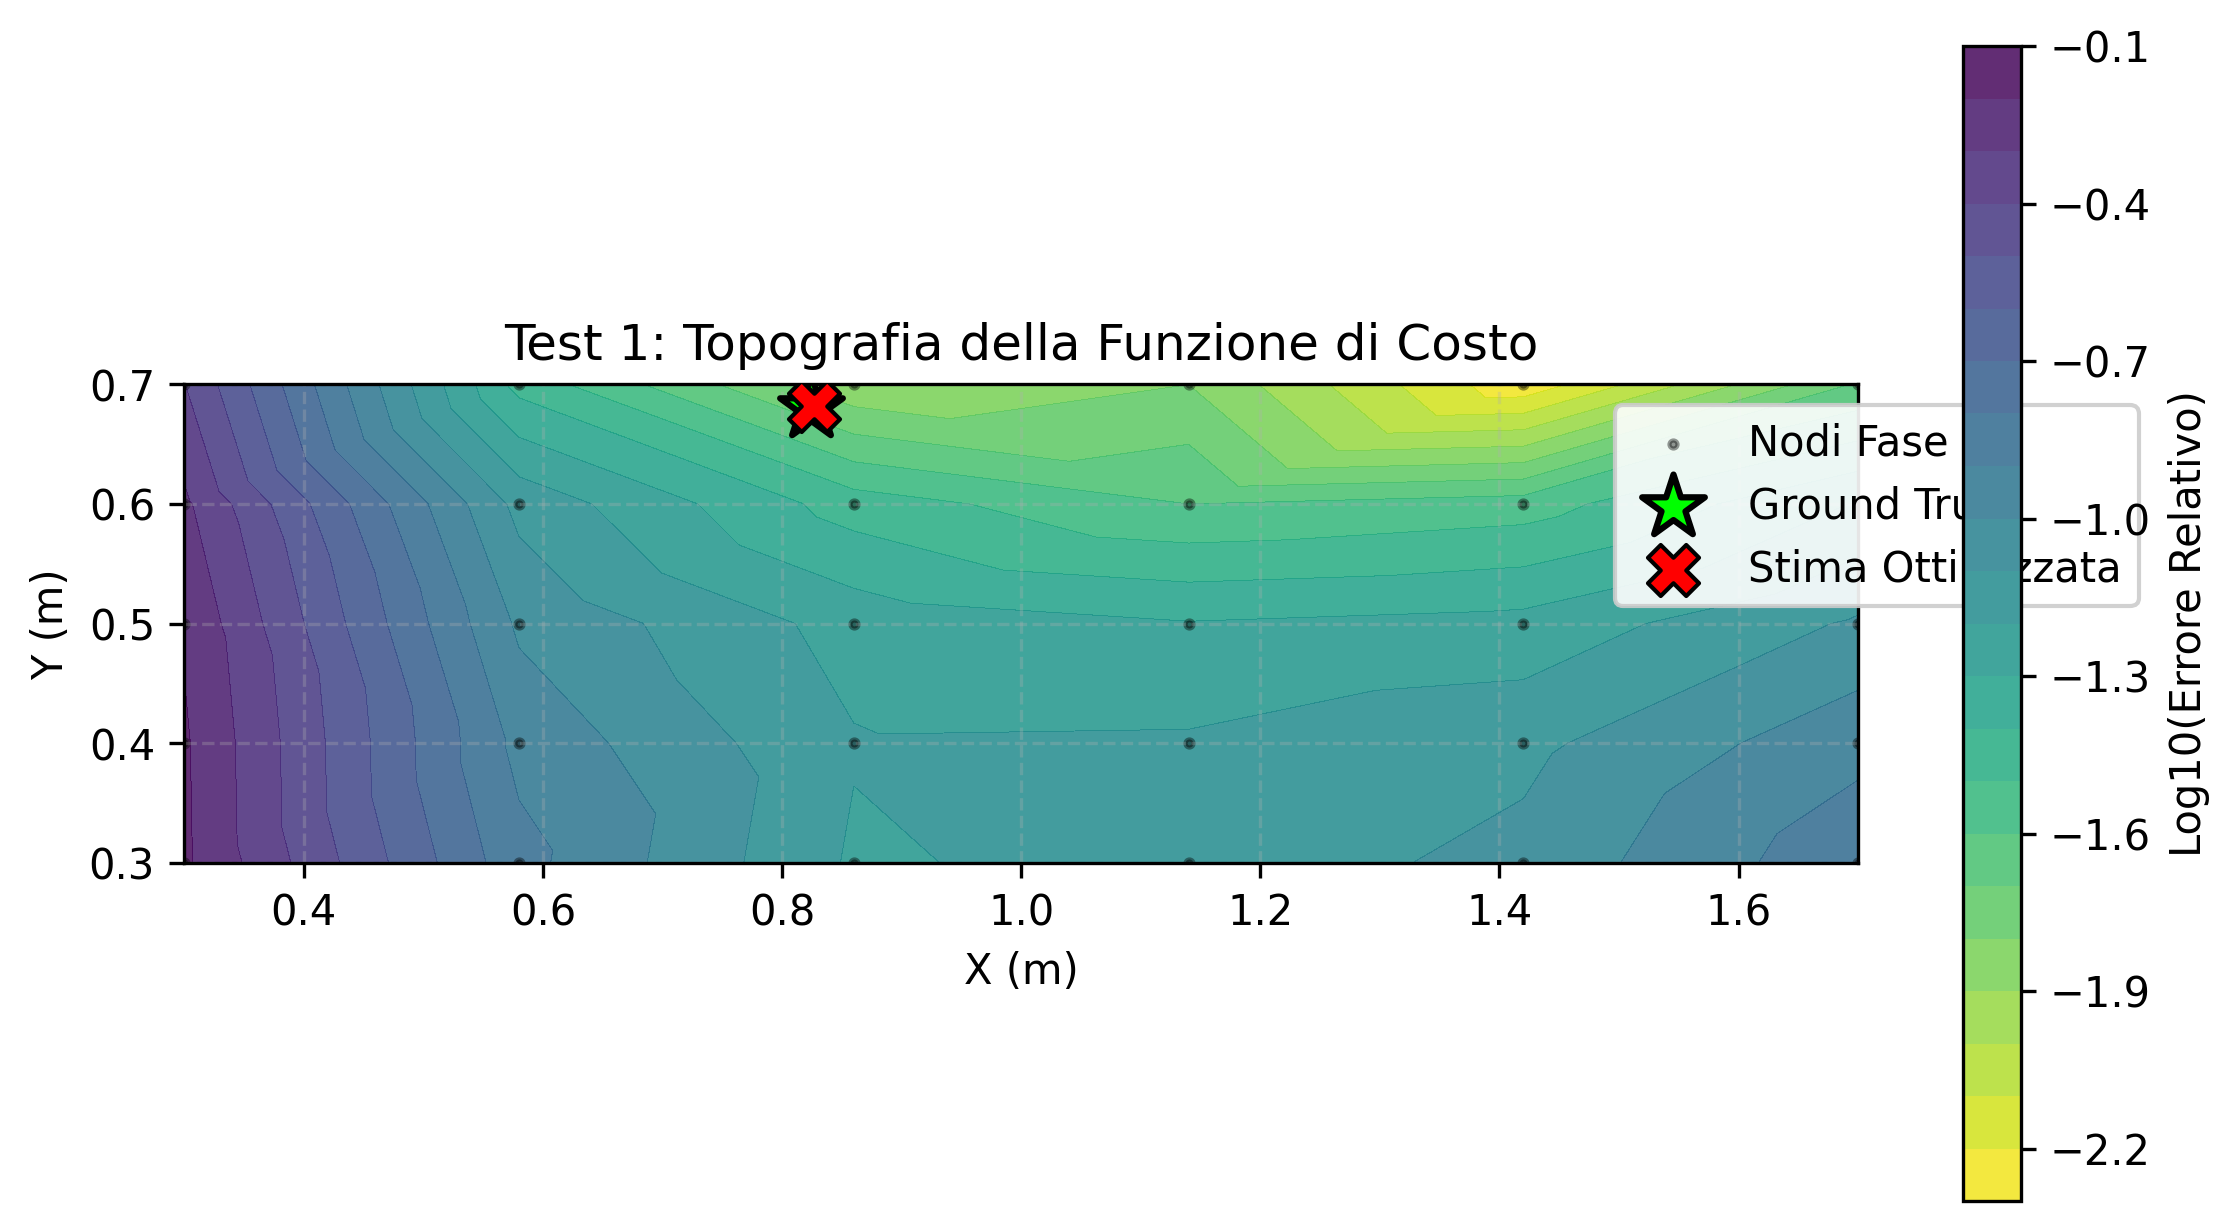 Test 1: Topografia della Funzione di Costo
Y (m)
0.7
0.6
0.5
0.4
0.3
0.4
0.6
0.8
1.0
1.2
1.4
1.6
X (m)
Nodi Fase
Ground Tru
Stima Otti zzata
−0.1
−0.4
−0.7
−1.0
−1.3
−1.6
−1.9
−2.2
Log10(Errore Relativo)